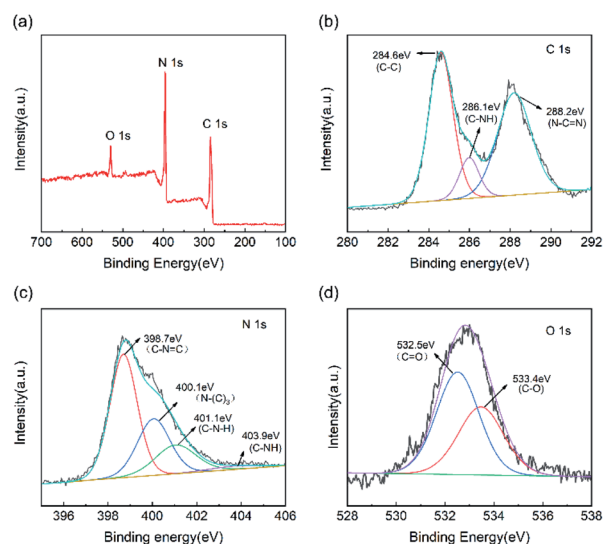 (a)
N 1s
O 1s
C 1s
Intensity(a.u.)
700 600 500 400 300 200 100
Binding Energy(eV)
(b)
C 1s
284.6eV
(C-C)
286.1eV
(C-NH)
288.2eV
(N-C=N)
Intensity(a.u.)
280 282 284 286 288 290 292
Binding energy(eV)
(c)
N 1s
398.7eV
(C-N=C)
400.1eV
(N-(C)₃)
401.1eV
(C-N-H)
403.9eV
(C-NH)
Intensity(a.u.)
396 398 400 402 404 406
Binding energy(eV)
(d)
O 1s
532.5eV
(C=O)
533.4eV
(C-O)
Intensity(a.u.)
528 530 532 534 536 538
Binding Energy(eV)